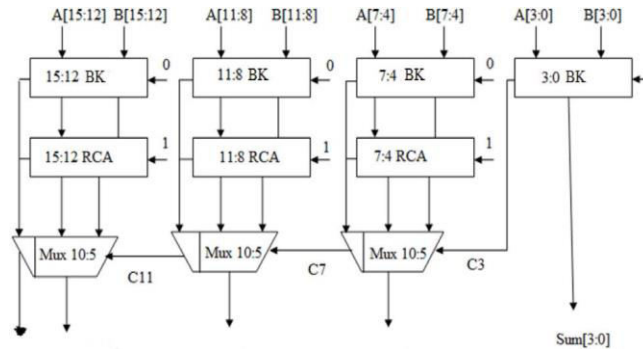 A[15:12] B[15:12] A[11:8] B[11:8] A[7:4] B[7:4] A[3:0] B[3:0]
0 0 0
15:12 BK 11:8 BK 7:4 BK 3:0 BK
1 1 1
15:12 RCA 11:8 RCA 7:4 RCA
Mux 10:5 Mux 10:5 Mux 10:5
C11 C7 C3
Sum[3:0]